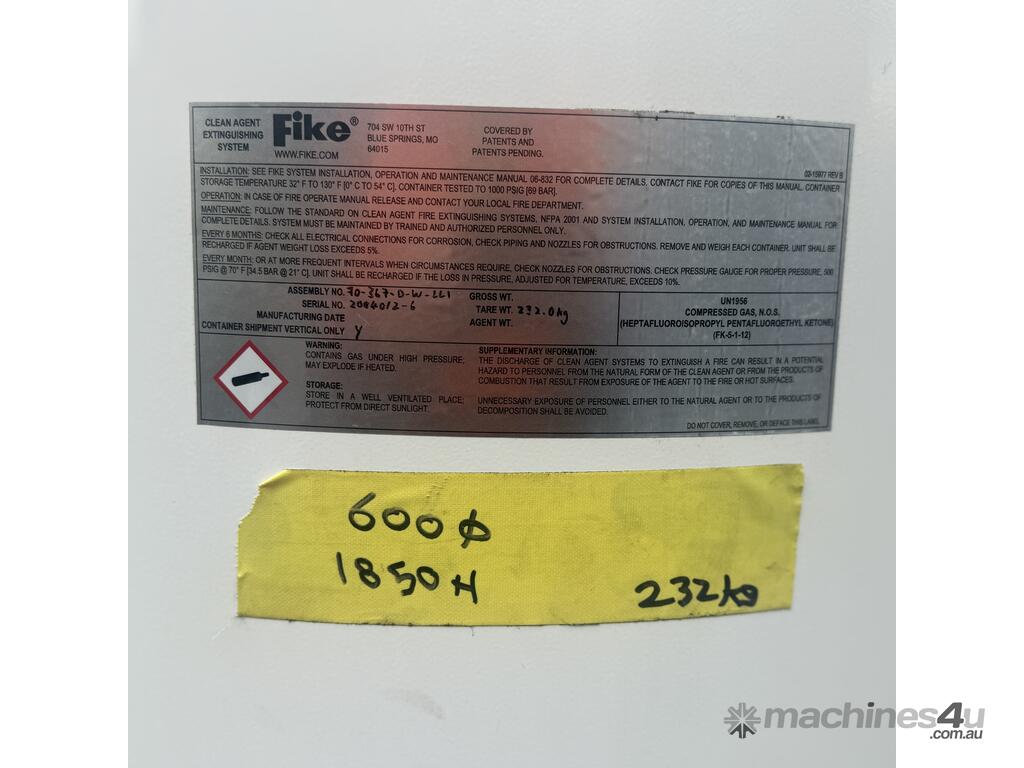 CLEAN AGENT
EXTINGUISHING
SYSTEM
Fike®
WWW.FIKE.COM
704 SW 10TH ST
BLUE SPRINGS, MO
64015
COVERED BY
PATENTS AND
PATENTS PENDING.
02-15977 REV B
INSTALLATION: SEE FIKE SYSTEM INSTALLATION, OPERATION AND MAINTENANCE MANUAL 06-832 FOR COMPLETE DETAILS. CONTACT FIKE FOR COPIES OF THIS MANUAL. CONTAINER
STORAGE TEMPERATURE 32° F TO 130° F [0° C TO 54° C]. CONTAINER TESTED TO 1000 PSIG [69 BAR].
OPERATION: IN CASE OF FIRE OPERATE MANUAL RELEASE AND CONTACT YOUR LOCAL FIRE DEPARTMENT.
MAINTENANCE: FOLLOW THE STANDARD ON CLEAN AGENT FIRE EXTINGUISHING SYSTEMS, NFPA 2001 AND SYSTEM INSTALLATION, OPERATION, AND MAINTENANCE MANUAL FOR
COMPLETE DETAILS. SYSTEM MUST BE MAINTAINED BY TRAINED AND AUTHORIZED PERSONNEL ONLY.
EVERY 6 MONTHS: CHECK ALL ELECTRICAL CONNECTIONS FOR CORROSION, CHECK PIPING AND NOZZLES FOR OBSTRUCTIONS. REMOVE AND WEIGH EACH CONTAINER. UNIT SHALL BE
RECHARGED IF AGENT WEIGHT LOSS EXCEEDS 5%.
EVERY MONTH: OR AT MORE FREQUENT INTERVALS WHEN CIRCUMSTANCES REQUIRE, CHECK NOZZLES FOR OBSTRUCTIONS. CHECK PRESSURE GAUGE FOR PROPER PRESSURE, 500
PSIG @ 70° F [34.5 BAR @ 21° C]. UNIT SHALL BE RECHARGED IF THE LOSS IN PRESSURE, ADJUSTED FOR TEMPERATURE, EXCEEDS 10%.
ASSEMBLY NO. 70-367-D-W-LL1
SERIAL NO. 2084012-6
MANUFACTURING DATE
CONTAINER SHIPMENT VERTICAL ONLY Y
GROSS WT.
TARE WT. 232.0kg
AGENT WT.
UN1956
COMPRESSED GAS, N.O.S.
(HEPTAFLUOROISOPROPYL PENTAFLUOROETHYL KETONE)
(FK-5-1-12)
WARNING:
CONTAINS GAS UNDER HIGH PRESSURE;
MAY EXPLODE IF HEATED.
STORAGE:
STORE IN A WELL VENTILATED PLACE;
PROTECT FROM DIRECT SUNLIGHT.
SUPPLEMENTARY INFORMATION:
THE DISCHARGE OF CLEAN AGENT SYSTEMS TO EXTINGUISH A FIRE CAN RESULT IN A POTENTIAL
HAZARD TO PERSONNEL FROM THE NATURAL FORM OF THE CLEAN AGENT OR FROM THE PRODUCTS OF
COMBUSTION THAT RESULT FROM EXPOSURE OF THE AGENT TO THE FIRE OR HOT SURFACES.
UNNECESSARY EXPOSURE OF PERSONNEL EITHER TO THE NATURAL AGENT OR TO THE PRODUCTS OF
DECOMPOSITION SHALL BE AVOIDED.
DO NOT COVER, REMOVE, OR DEFACE THIS LABEL
600 ϕ
1850 H
232kg
machines4u
.com.au